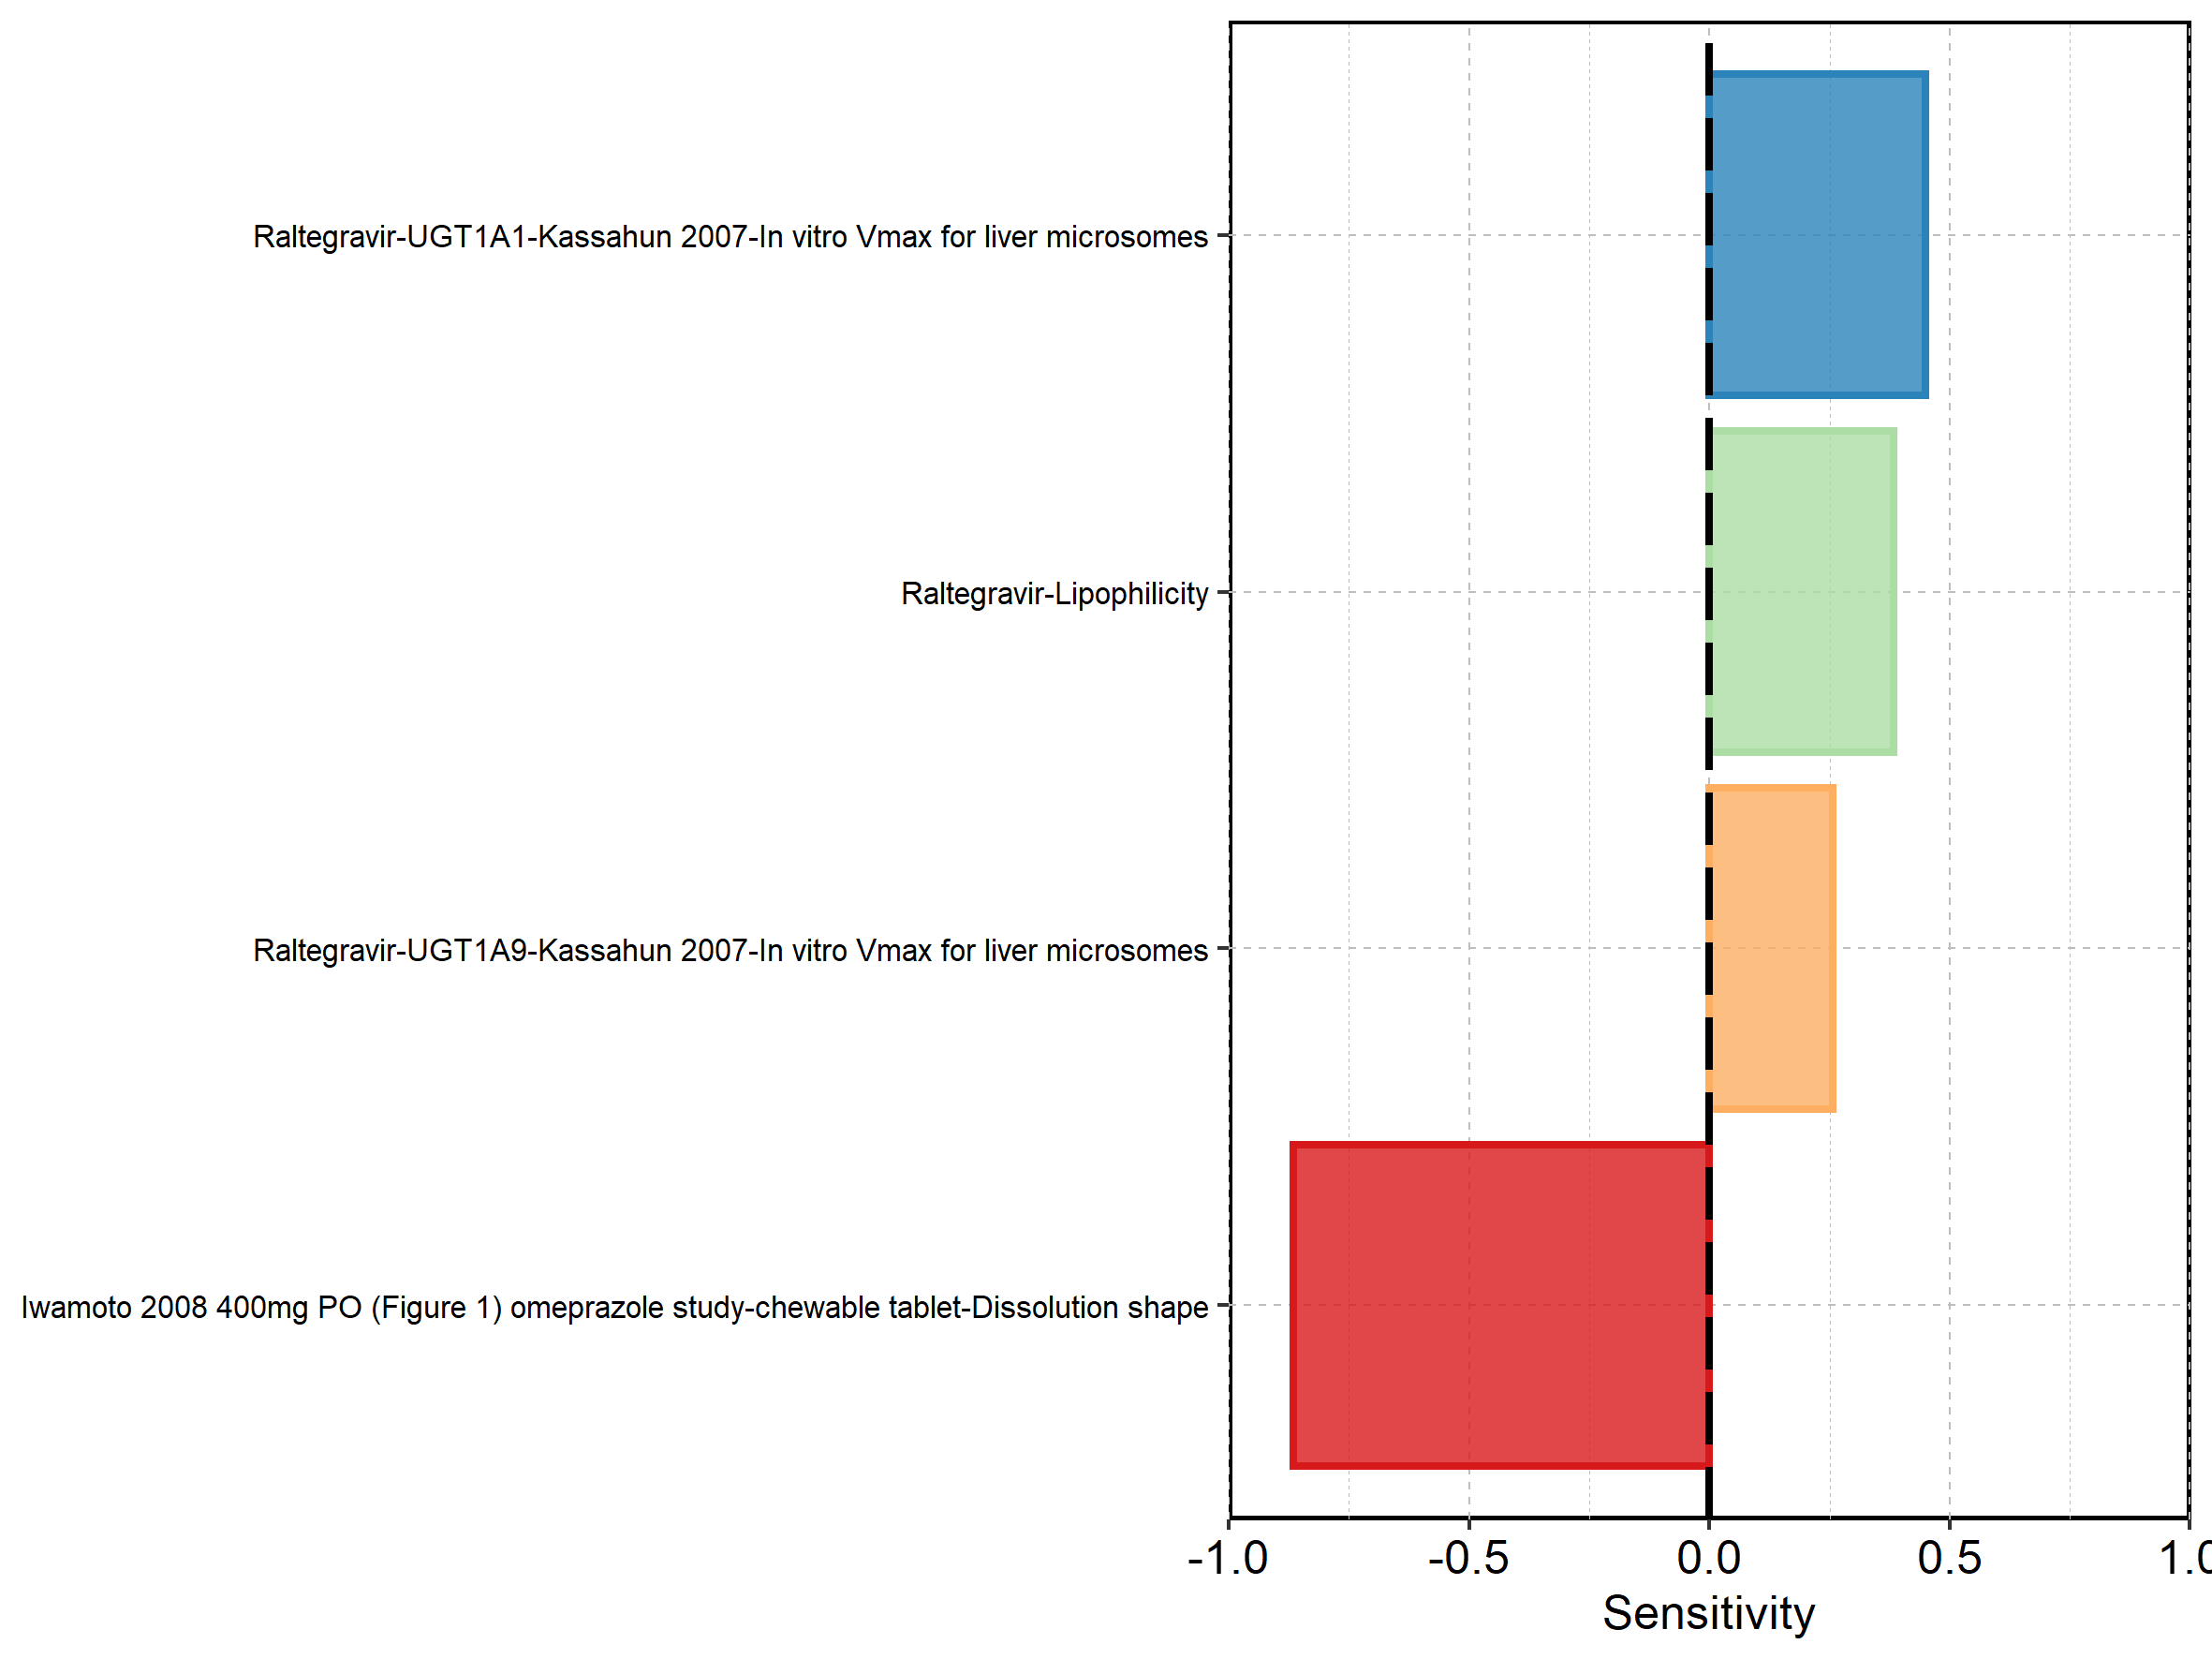 Raltegravir-UGT1A1-Kassahun 2007-In vitro Vmax for liver microsomes
Raltegravir-Lipophilicity
Raltegravir-UGT1A9-Kassahun 2007-In vitro Vmax for liver microsomes
Iwamoto 2008 400mg PO (Figure 1) omeprazole study-chewable tablet-Dissolution shape
-1.0 -0.5 0.0 0.5 1.0
Sensitivity